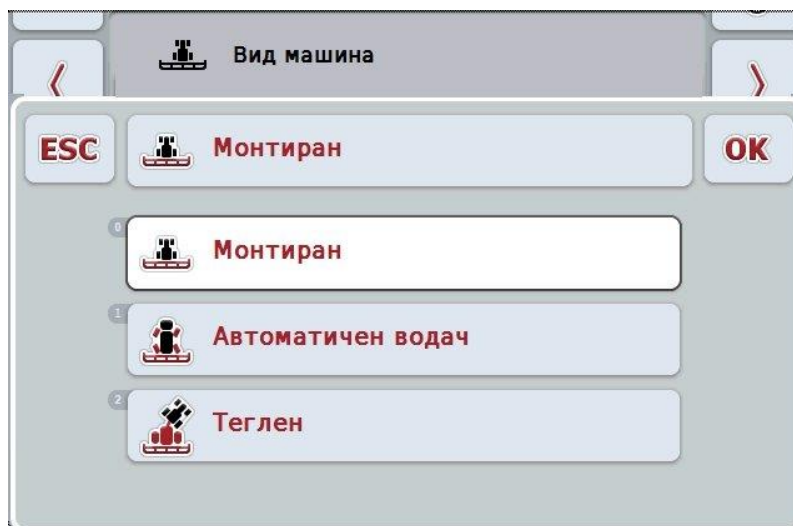 Вид машина
ESC
Монтиран
OK
0
Монтиран
1
Автоматичен водач
2
Теглен